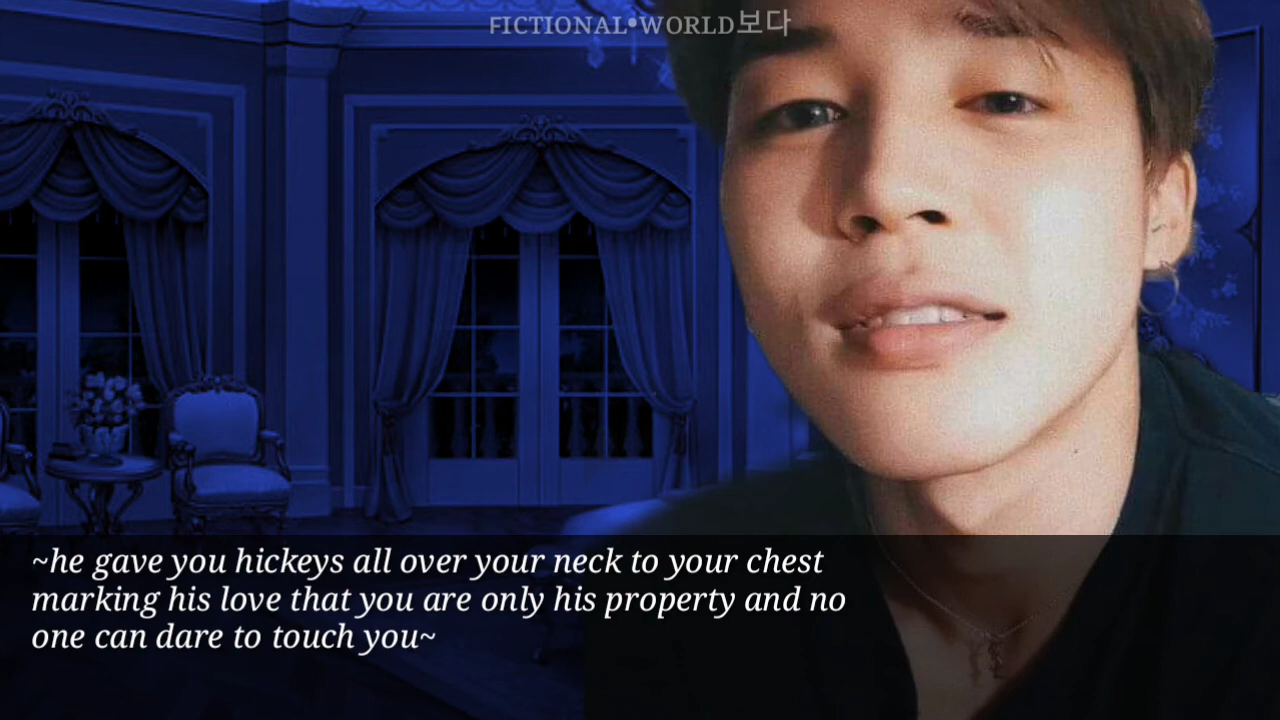 FICTIONAL•WORLD보다
~he gave you hickeys all over your neck to your chest
marking his love that you are only his property and no
one can dare to touch you~